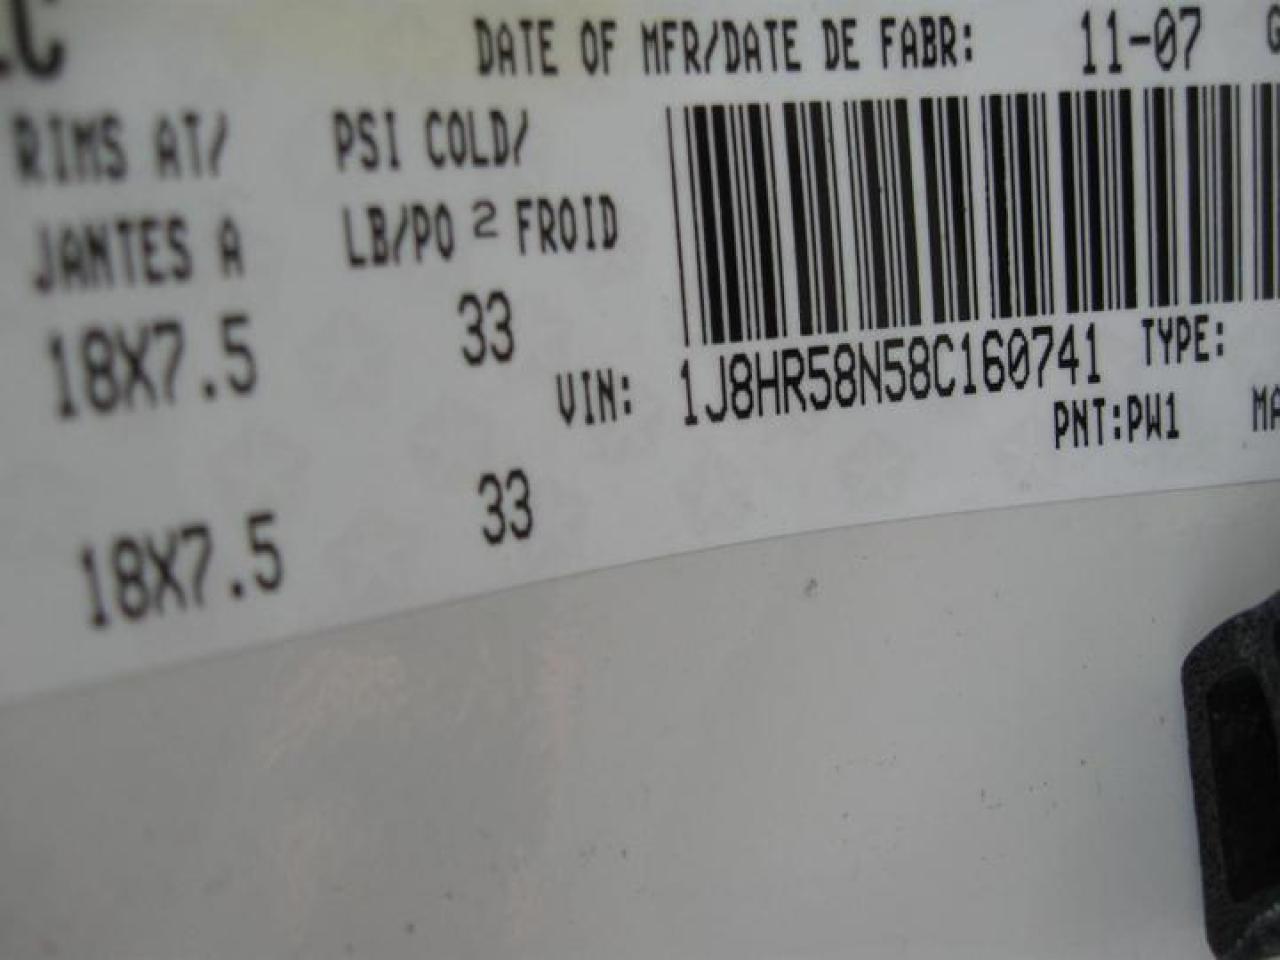 DATE OF MFR/DATE DE FABR: 11-07
RIMS AT/ PSI COLD/
JANTES A LB/PO 2 FROID
18X7.5 33
VIN: 1J8HR58N58C160741 TYPE:
PNT:PW1
18X7.5 33